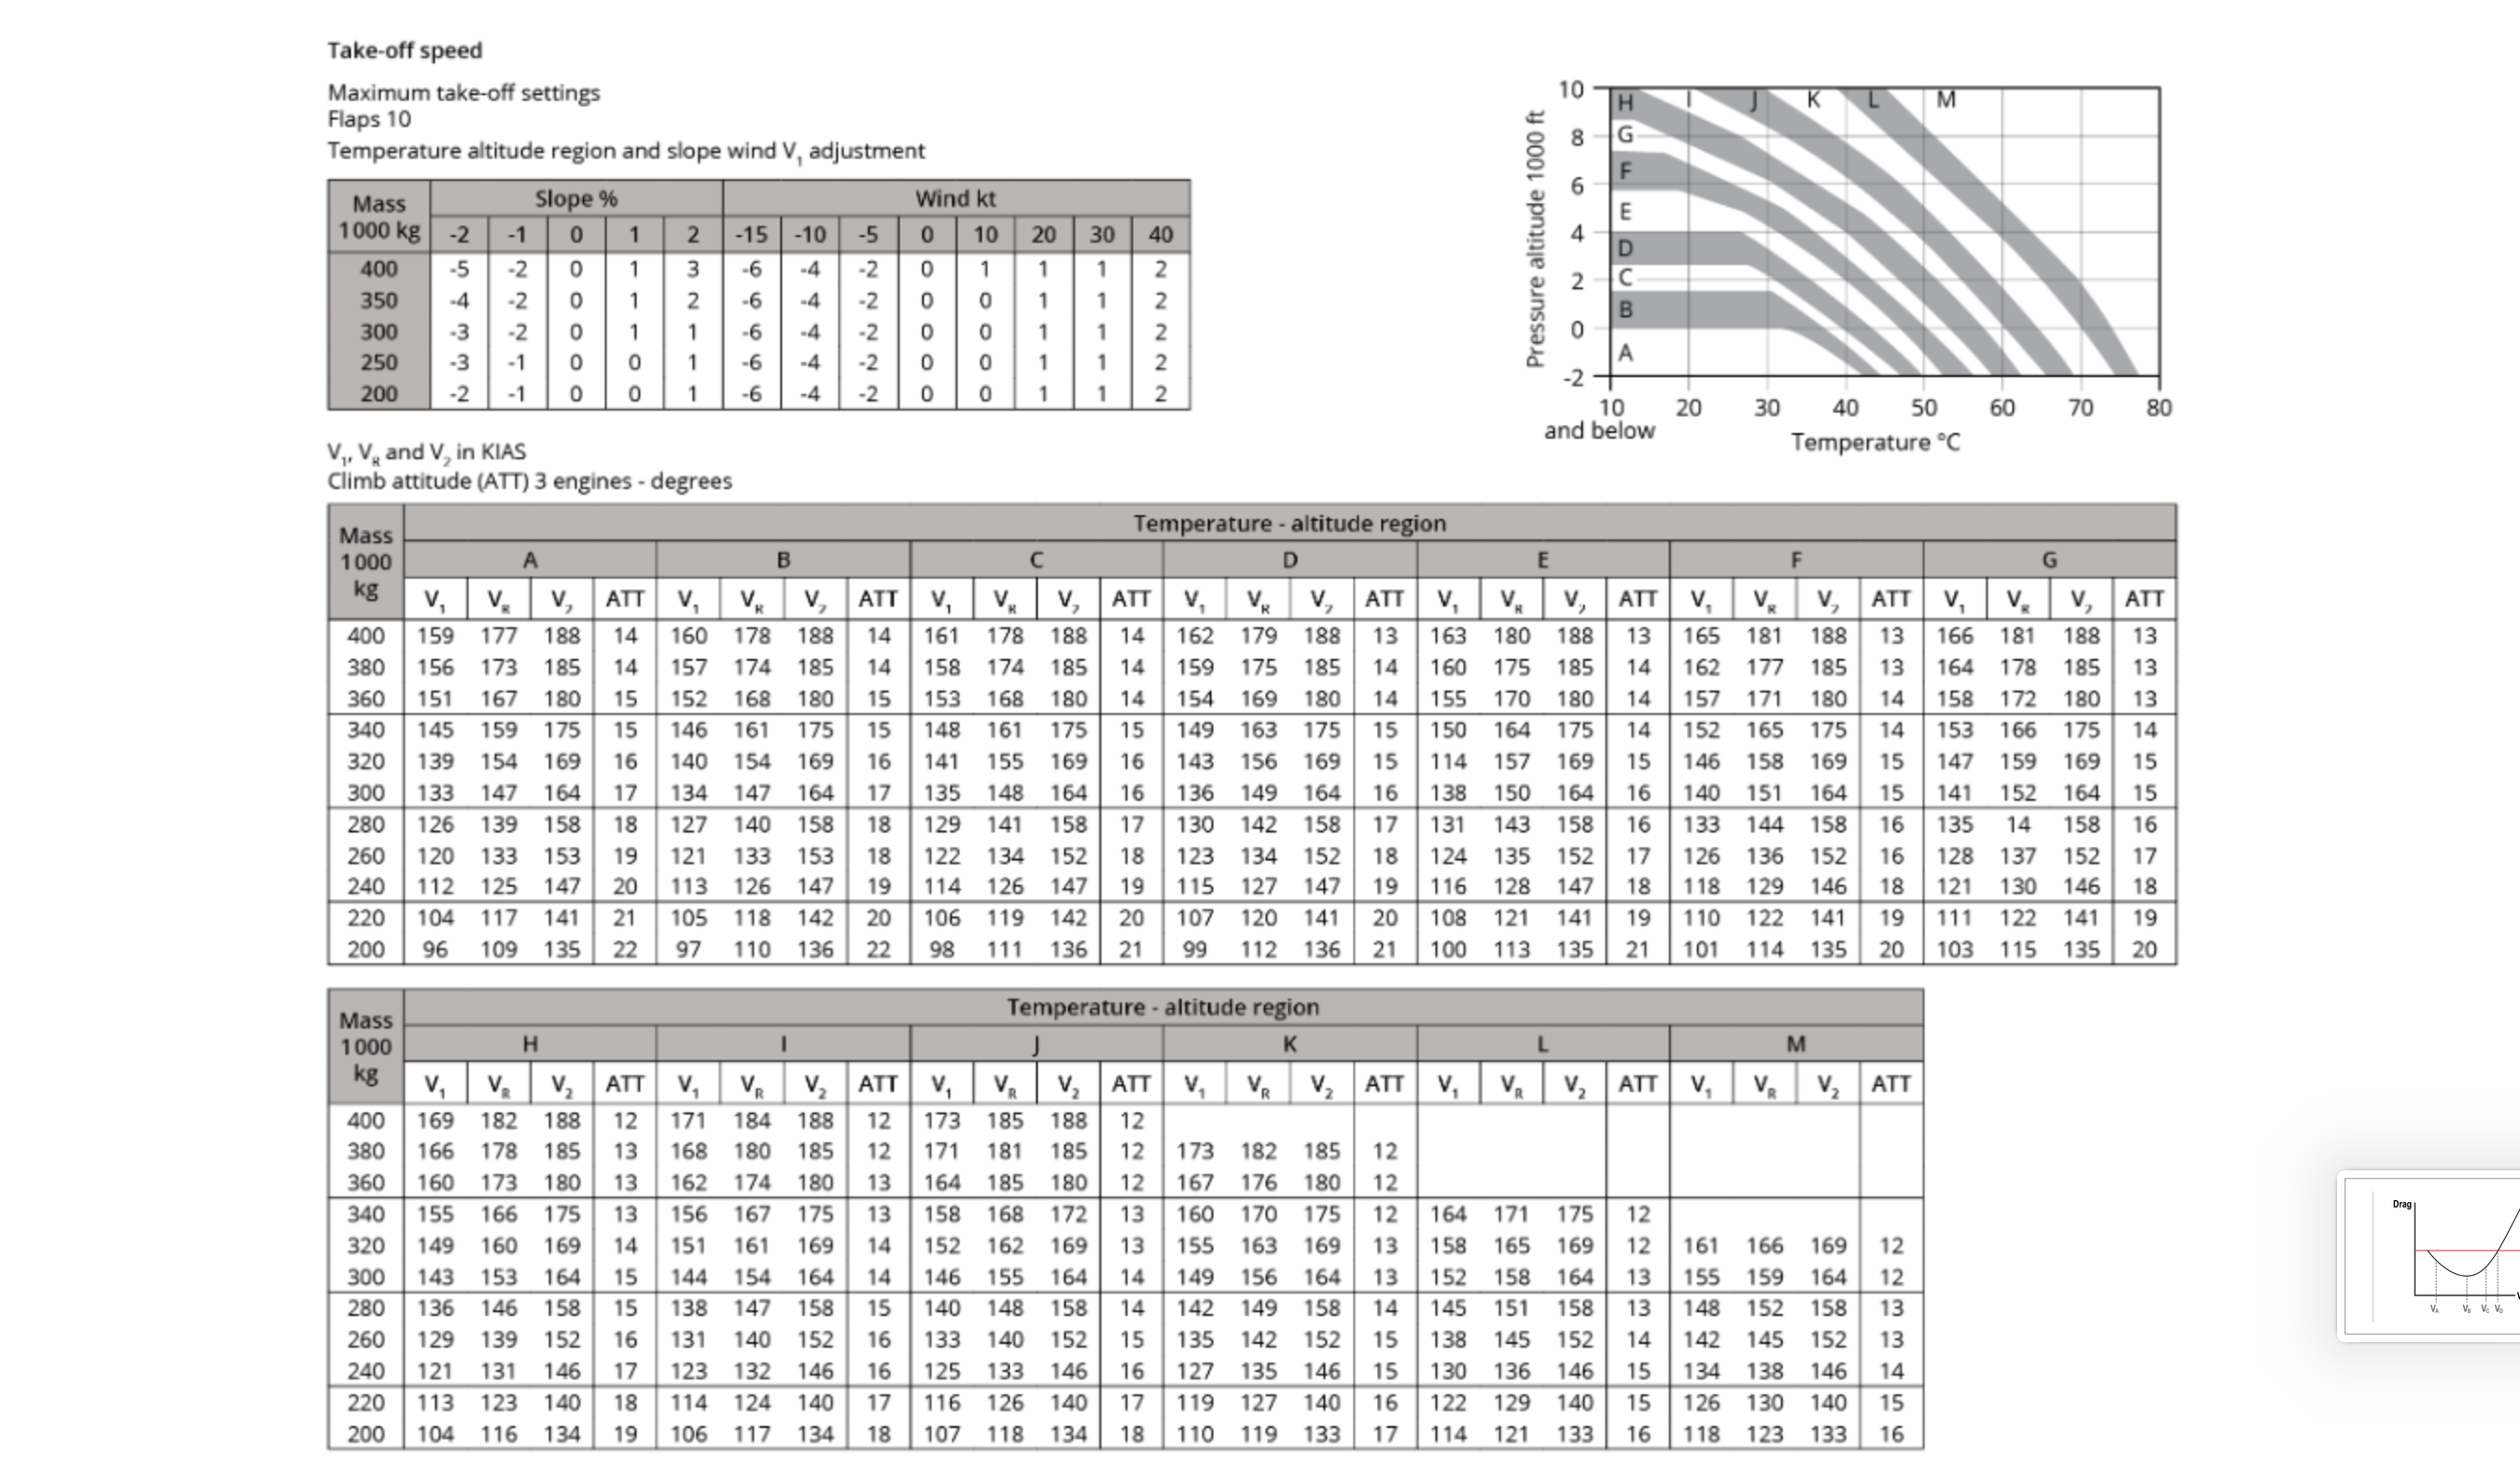 Take-off speed
Maximum take-off settings
Flaps 10
Temperature altitude region and slope wind V₁ adjustment
Mass 1000 kg | Slope % | Wind kt
-2 -1 0 1 2 -15 -10 -5 0 10 20 30 40
400 -5 -2 0 1 3 -6 -4 -2 0 1 1 1 2
350 -4 -2 0 1 2 -6 -4 -2 0 0 1 1 2
300 -3 -2 0 1 1 -6 -4 -2 0 0 1 1 2
250 -3 -1 0 0 1 -6 -4 -2 0 0 1 1 2
200 -2 -1 0 0 1 -6 -4 -2 0 0 1 1 2
Pressure altitude 1000 ft
10 8 6 4 2 0 -2
H I J K L M
G
F
E
D
C
B
A
10 20 30 40 50 60 70 80
and below
Temperature °C
V₁, V_R and V₂ in KIAS
Climb attitude (ATT) 3 engines - degrees
Mass 1000 kg | Temperature - altitude region
A B C D E F G
V₁ V_R V₂ ATT V₁ V_R V₂ ATT V₁ V_R V₂ ATT V₁ V_R V₂ ATT V₁ V_R V₂ ATT V₁ V_R V₂ ATT V₁ V_R V₂ ATT
400 159 177 188 14 160 178 188 14 161 178 188 14 162 179 188 13 163 180 188 13 165 181 188 13 166 181 188 13
380 156 173 185 14 157 174 185 14 158 174 185 14 159 175 185 14 160 175 185 14 162 177 185 13 164 178 185 13
360 151 167 180 15 152 168 180 15 153 168 180 14 154 169 180 14 155 170 180 14 157 171 180 14 158 172 180 13
340 145 159 175 15 146 161 175 15 148 161 175 15 149 163 175 15 150 164 175 14 152 165 175 14 153 166 175 14
320 139 154 169 16 140 154 169 16 141 155 169 16 143 156 169 15 114 157 169 15 146 158 169 15 147 159 169 15
300 133 147 164 17 134 147 164 17 135 148 164 16 136 149 164 16 138 150 164 16 140 151 164 15 141 152 164 15
280 126 139 158 18 127 140 158 18 129 141 158 17 130 142 158 17 131 143 158 16 133 144 158 16 135 14 158 16
260 120 133 153 19 121 133 153 18 122 134 152 18 123 134 152 18 124 135 152 17 126 136 152 16 128 137 152 17
240 112 125 147 20 113 126 147 19 114 126 147 19 115 127 147 19 116 128 147 18 118 129 146 18 121 130 146 18
220 104 117 141 21 105 118 142 20 106 119 142 20 107 120 141 20 108 121 141 19 110 122 141 19 111 122 141 19
200 96 109 135 22 97 110 136 22 98 111 136 21 99 112 136 21 100 113 135 21 101 114 135 20 103 115 135 20
Mass 1000 kg | Temperature - altitude region
H I J K L M
V₁ V_R V₂ ATT V₁ V_R V₂ ATT V₁ V_R V₂ ATT V₁ V_R V₂ ATT V₁ V_R V₂ ATT V₁ V_R V₂ ATT
400 169 182 188 12 171 184 188 12 173 185 188 12
380 166 178 185 13 168 180 185 12 171 181 185 12 173 182 185 12
360 160 173 180 13 162 174 180 13 164 185 180 12 167 176 180 12
340 155 166 175 13 156 167 175 13 158 168 172 13 160 170 175 12 164 171 175 12
320 149 160 169 14 151 161 169 14 152 162 169 13 155 163 169 13 158 165 169 12 161 166 169 12
300 143 153 164 15 144 154 164 14 146 155 164 14 149 156 164 13 152 158 164 13 155 159 164 12
280 136 146 158 15 138 147 158 15 140 148 158 14 142 149 158 14 145 151 158 13 148 152 158 13
260 129 139 152 16 131 140 152 16 133 140 152 15 135 142 152 15 138 145 152 14 142 145 152 13
240 121 131 146 17 123 132 146 16 125 133 146 16 127 135 146 15 130 136 146 15 134 138 146 14
220 113 123 140 18 114 124 140 17 116 126 140 17 119 127 140 16 122 129 140 15 126 130 140 15
200 104 116 134 19 106 117 134 18 107 118 134 18 110 119 133 17 114 121 133 16 118 123 133 16
Drag
V_A V_B V_C V_D